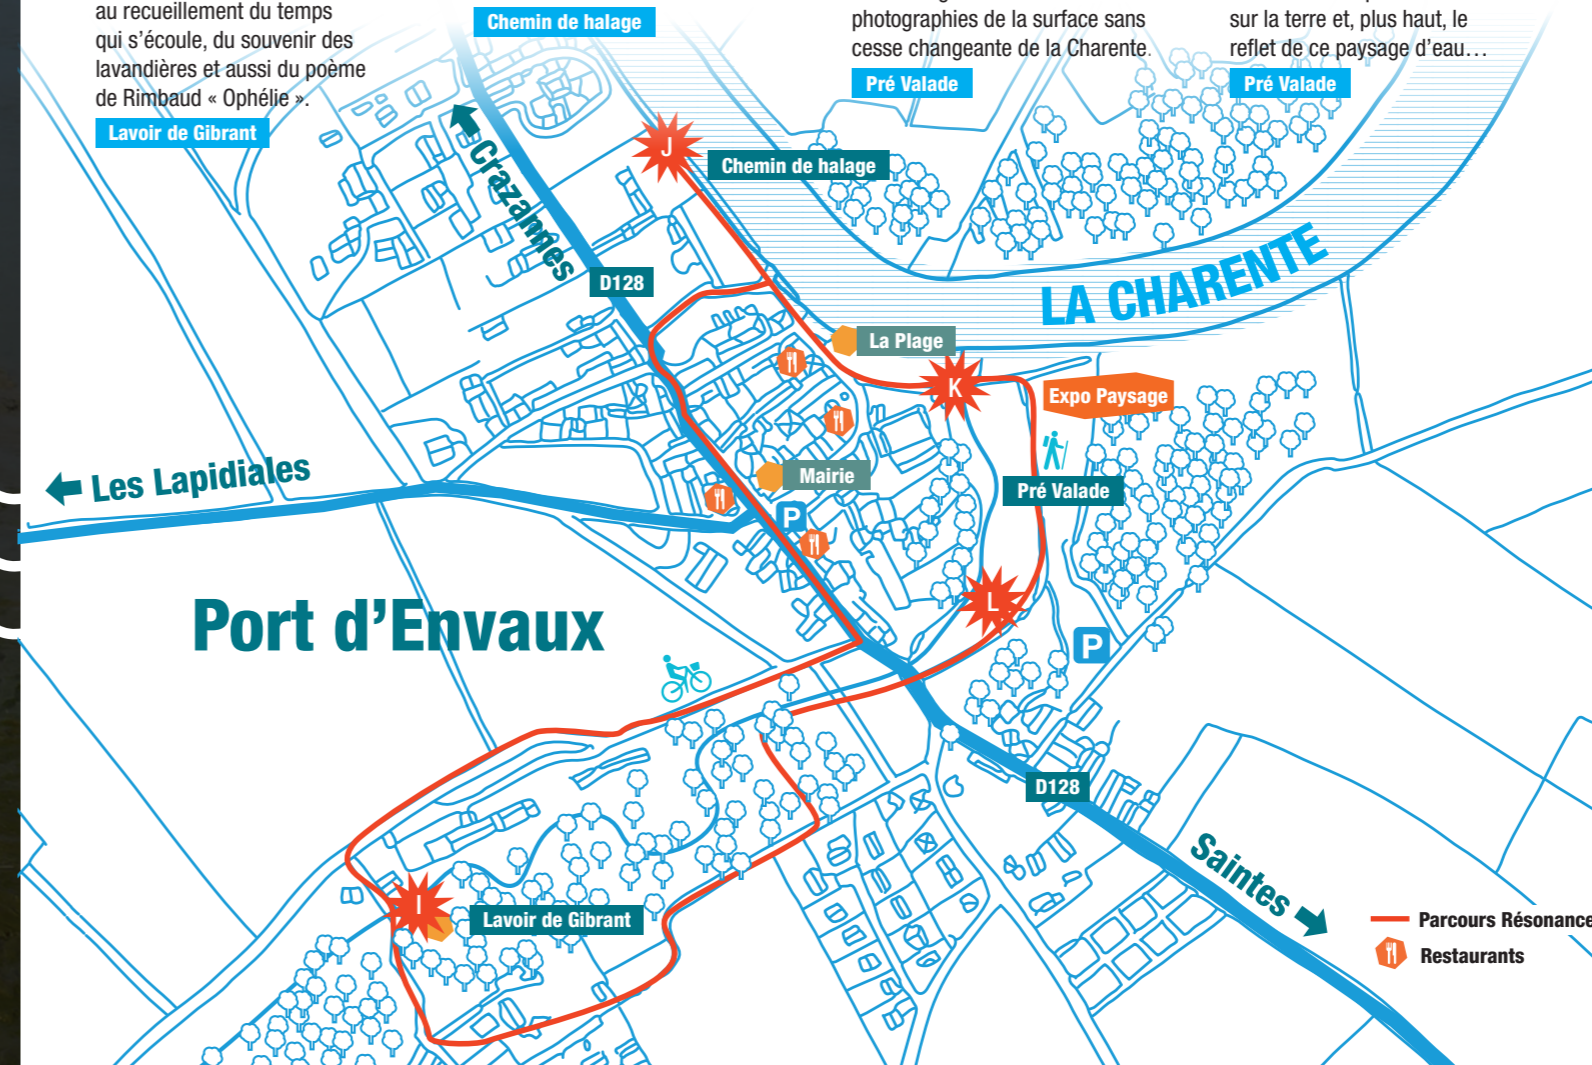 au recueillement du temps
qui s’écoule, du souvenir des
lavandières et aussi du poème
de Rimbaud « Ophélie ».
Lavoir de Gibrant
Chemin de halage
photographies de la surface sans
cesse changeante de la Charente.
Pré Valade
sur la terre et, plus haut, le
reflet de ce paysage d’eau…
Pré Valade
Crazannes
J
Chemin de halage
D128
LA CHARENTE
La Plage
K
Expo Paysage
Les Lapidiales
Mairie
Pré Valade
P
Port d’Envaux
L
P
D128
Saintes
I
Lavoir de Gibrant
Parcours Résonance
Restaurants